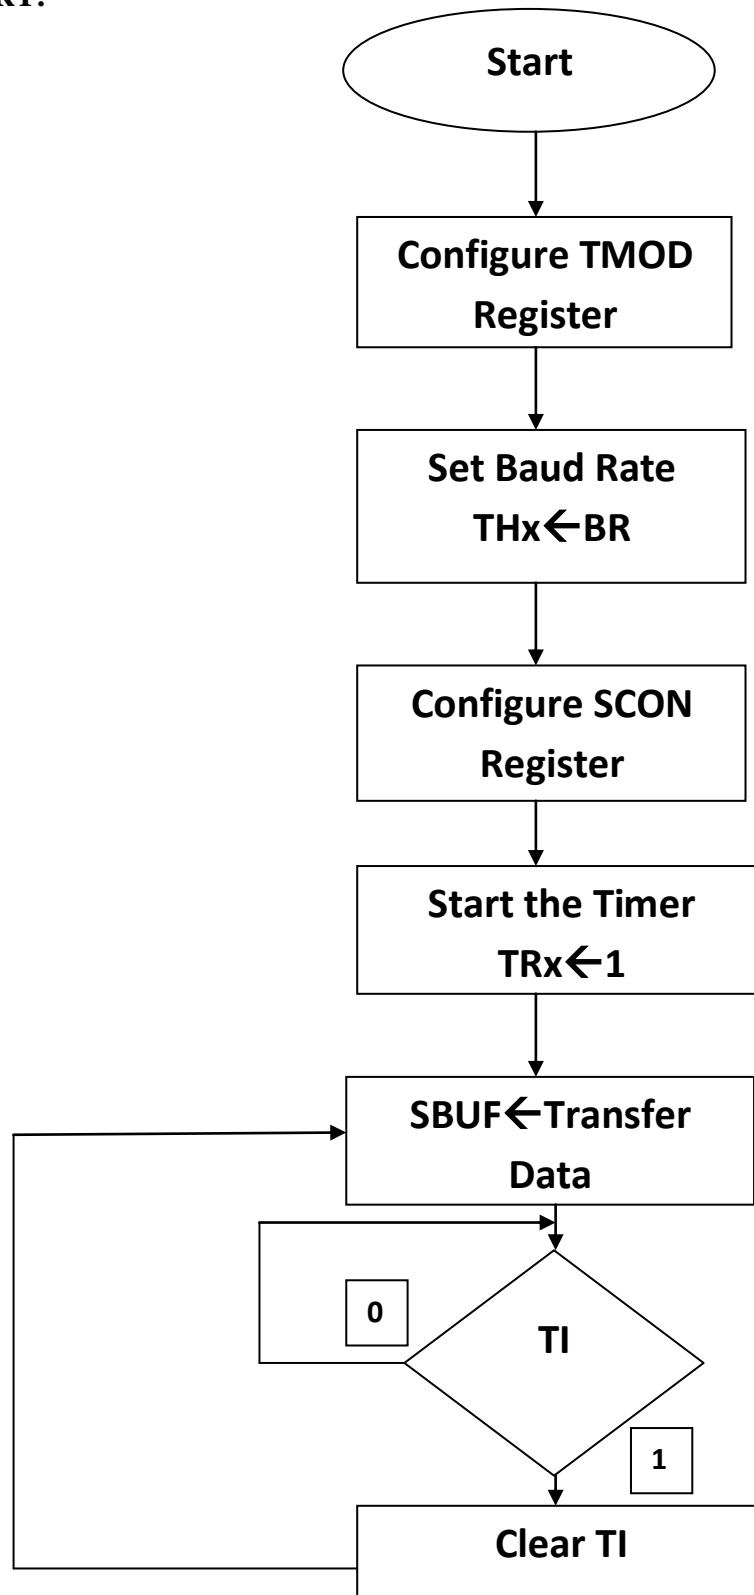 Start
Configure TMOD
Register
Set Baud Rate
THx←BR
Configure SCON
Register
Start the Timer
TRx←1
SBUF←Transfer
Data
0
TI
1
Clear TI